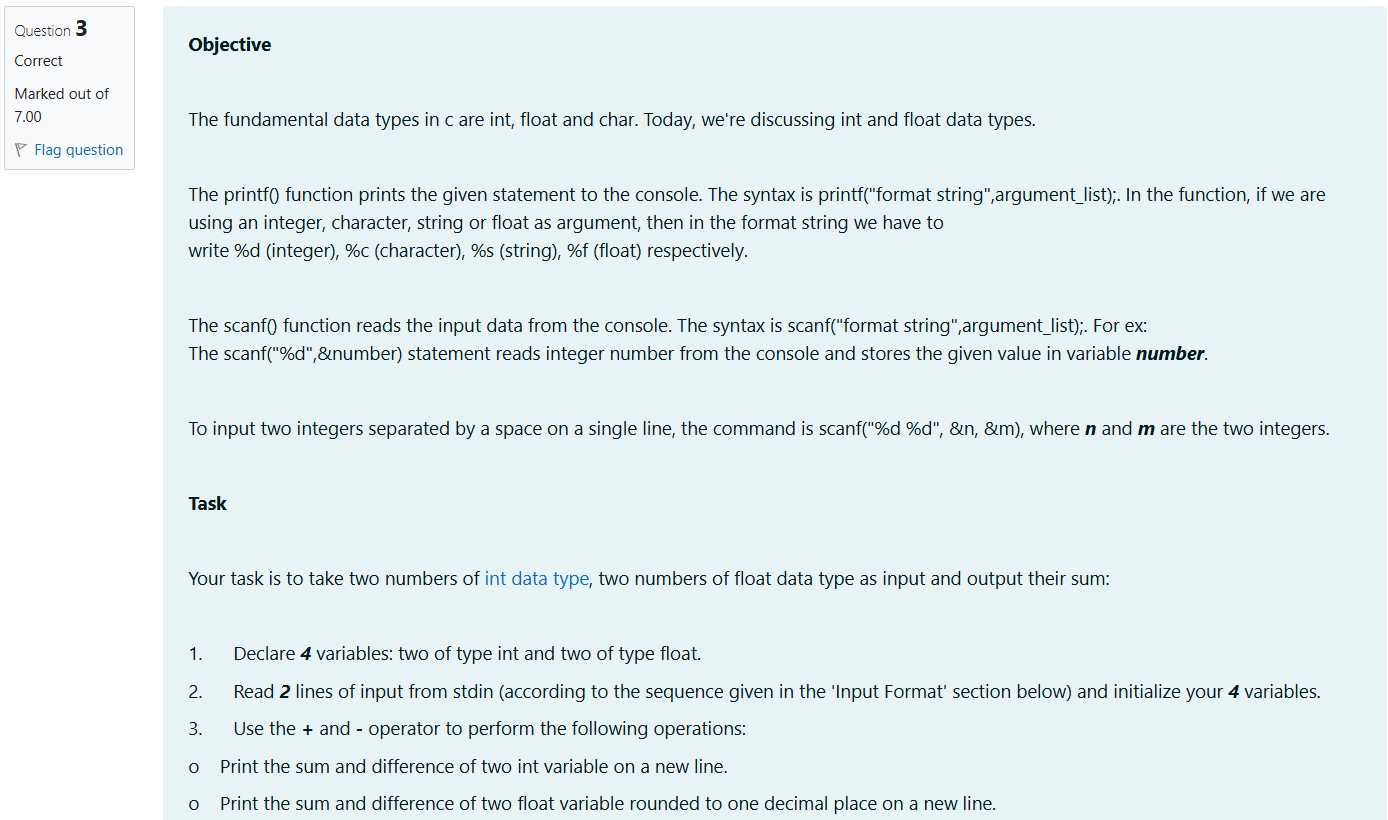 Question 3
Correct
Marked out of
7.00
Flag question
Objective
The fundamental data types in c are int, float and char. Today, we're discussing int and float data types.
The printf() function prints the given statement to the console. The syntax is printf("format string",argument_list);. In the function, if we are
using an integer, character, string or float as argument, then in the format string we have to
write %d (integer), %c (character), %s (string), %f (float) respectively.
The scanf() function reads the input data from the console. The syntax is scanf("format string",argument_list);. For ex:
The scanf("%d",&number) statement reads integer number from the console and stores the given value in variable number.
To input two integers separated by a space on a single line, the command is scanf("%d %d", &n, &m), where n and m are the two integers.
Task
Your task is to take two numbers of int data type, two numbers of float data type as input and output their sum:
1. Declare 4 variables: two of type int and two of type float.
2. Read 2 lines of input from stdin (according to the sequence given in the 'Input Format' section below) and initialize your 4 variables.
3. Use the + and - operator to perform the following operations:
o Print the sum and difference of two int variable on a new line.
o Print the sum and difference of two float variable rounded to one decimal place on a new line.